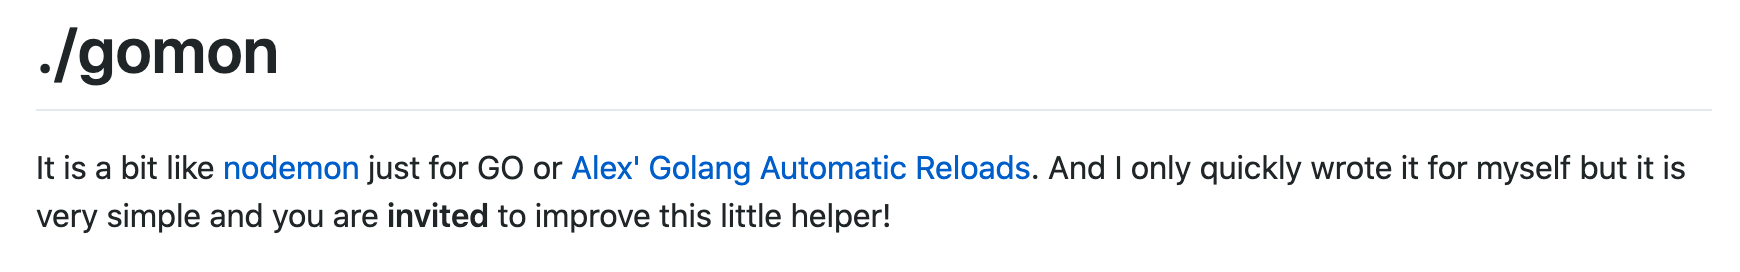 ./gomon
It is a bit like nodemon just for GO or Alex' Golang Automatic Reloads. And I only quickly wrote it for myself but it is
very simple and you are invited to improve this little helper!